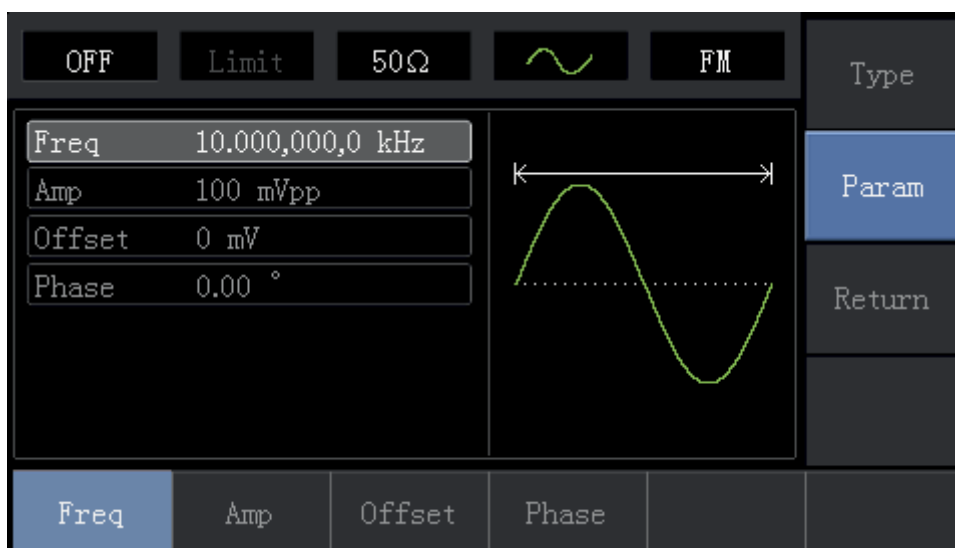 OFF Limit 50Ω FM
Type
Freq 10.000,000,0 kHz
Amp 100 mVpp
Param
Offset 0 mV
Phase 0.00 °
Return
Freq Amp Offset Phase